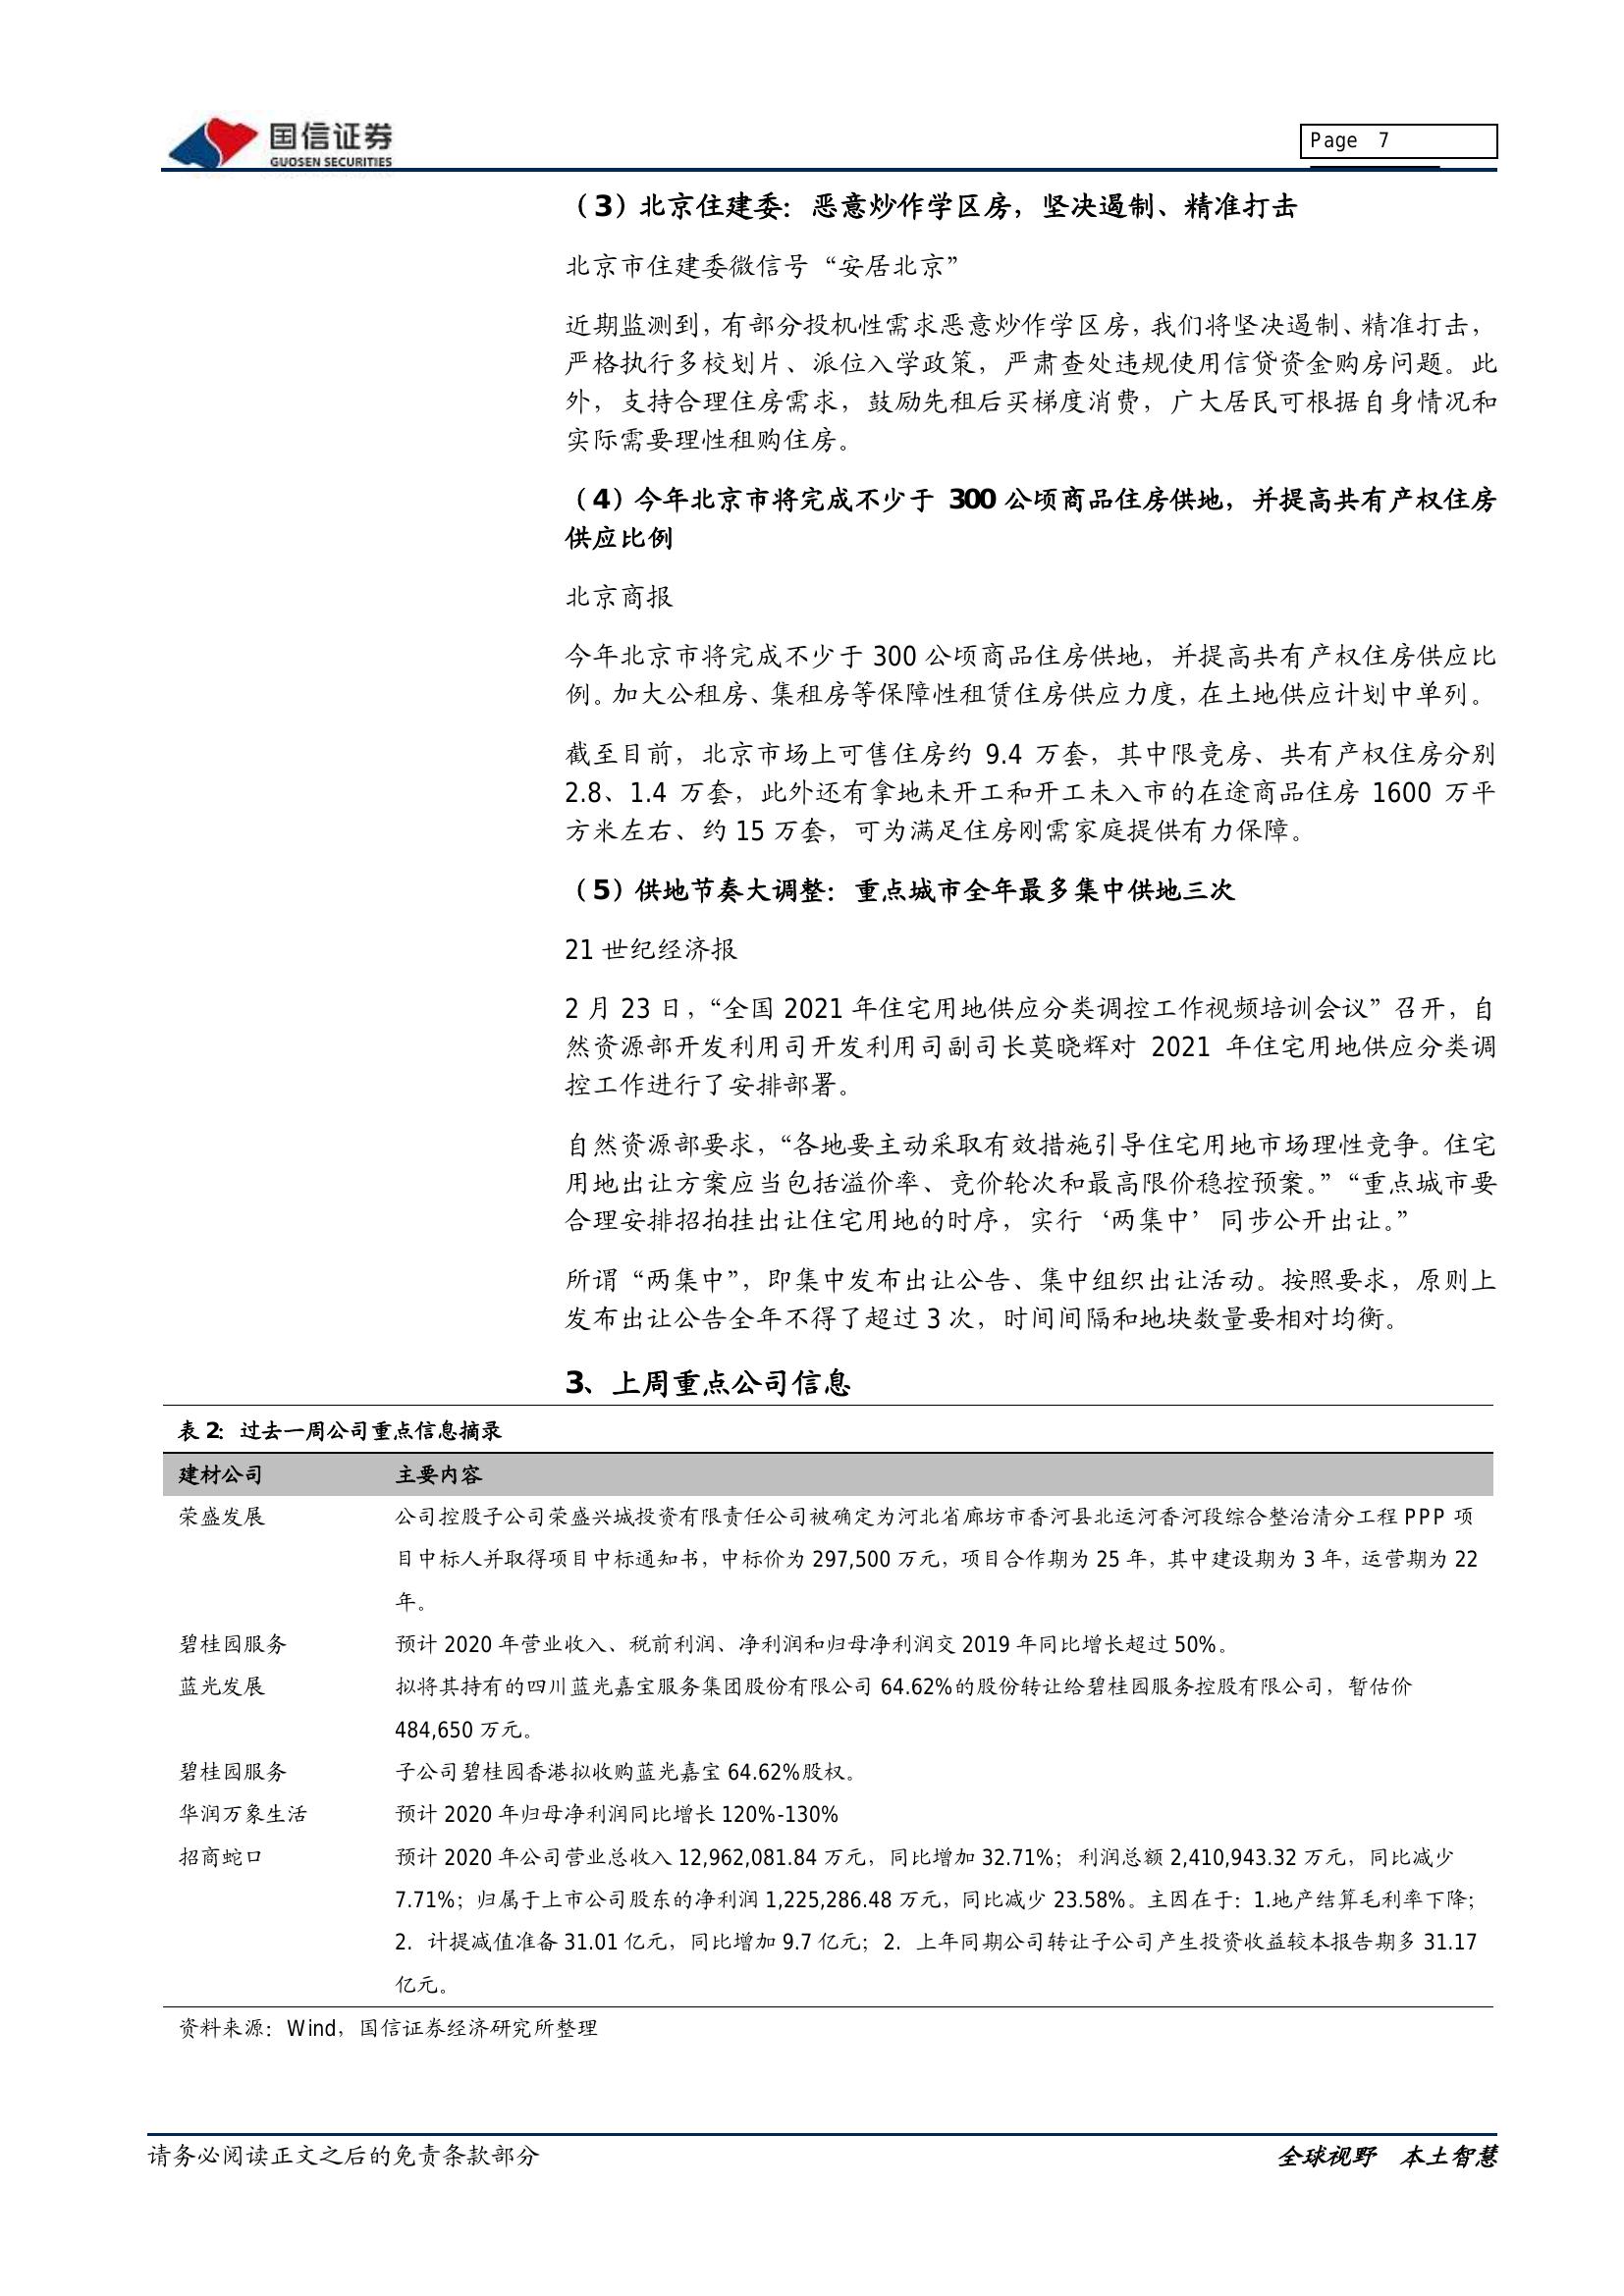 国信证券
GUOSEN SECURITIES
Page 7
（3）北京住建委：恶意炒作学区房，坚决遏制、精准打击
北京市住建委微信号“安居北京”
近期监测到，有部分投机性需求恶意炒作学区房，我们将坚决遏制、精准打击，
严格执行多校划片、派位入学政策，严肃查处违规使用信贷资金购房问题。此
外，支持合理住房需求，鼓励先租后买梯度消费，广大居民可根据自身情况和
实际需要理性租购住房。
（4）今年北京市将完成不少于 300 公顷商品住房供地，并提高共有产权住房
供应比例
北京商报
今年北京市将完成不少于 300 公顷商品住房供地，并提高共有产权住房供应比
例。加大公租房、集租房等保障性租赁住房供应力度，在土地供应计划中单列。
截至目前，北京市场上可售住房约 9.4 万套，其中限竞房、共有产权住房分别
2.8、1.4 万套，此外还有拿地未开工和开工未入市的在途商品住房 1600 万平
方米左右、约 15 万套，可为满足住房刚需家庭提供有力保障。
（5）供地节奏大调整：重点城市全年最多集中供地三次
21 世纪经济报
2 月 23 日，“全国 2021 年住宅用地供应分类调控工作视频培训会议”召开，自
然资源部开发利用司开发利用司副司长莫晓辉对 2021 年住宅用地供应分类调
控工作进行了安排部署。
自然资源部要求，“各地要主动采取有效措施引导住宅用地市场理性竞争。住宅
用地出让方案应当包括溢价率、竞价轮次和最高限价稳控预案。”“重点城市要
合理安排招拍挂出让住宅用地的时序，实行‘两集中’同步公开出让。”
所谓“两集中”，即集中发布出让公告、集中组织出让活动。按照要求，原则上
发布出让公告全年不得了超过 3 次，时间间隔和地块数量要相对均衡。
3、上周重点公司信息
表 2：过去一周公司重点信息摘录
建材公司 主要内容
荣盛发展 公司控股子公司荣盛兴城投资有限责任公司被确定为河北省廊坊市香河县北运河香河段综合整治清分工程 PPP 项
目中标人并取得项目中标通知书，中标价为 297,500 万元，项目合作期为 25 年，其中建设期为 3 年，运营期为 22
年。
碧桂园服务 预计 2020 年营业收入、税前利润、净利润和归母净利润交 2019 年同比增长超过 50%。
蓝光发展 拟将其持有的四川蓝光嘉宝服务集团股份有限公司 64.62%的股份转让给碧桂园服务控股有限公司，暂估价
484,650 万元。
碧桂园服务 子公司碧桂园香港拟收购蓝光嘉宝 64.62%股权。
华润万象生活 预计 2020 年归母净利润同比增长 120%-130%
招商蛇口 预计 2020 年公司营业总收入 12,962,081.84 万元，同比增加 32.71%；利润总额 2,410,943.32 万元，同比减少
7.71%；归属于上市公司股东的净利润 1,225,286.48 万元，同比减少 23.58%。主因在于：1.地产结算毛利率下降；
2. 计提减值准备 31.01 亿元，同比增加 9.7 亿元；2. 上年同期公司转让子公司产生投资收益较本报告期多 31.17
亿元。
资料来源：Wind，国信证券经济研究所整理
请务必阅读正文之后的免责条款部分 全球视野 本土智慧